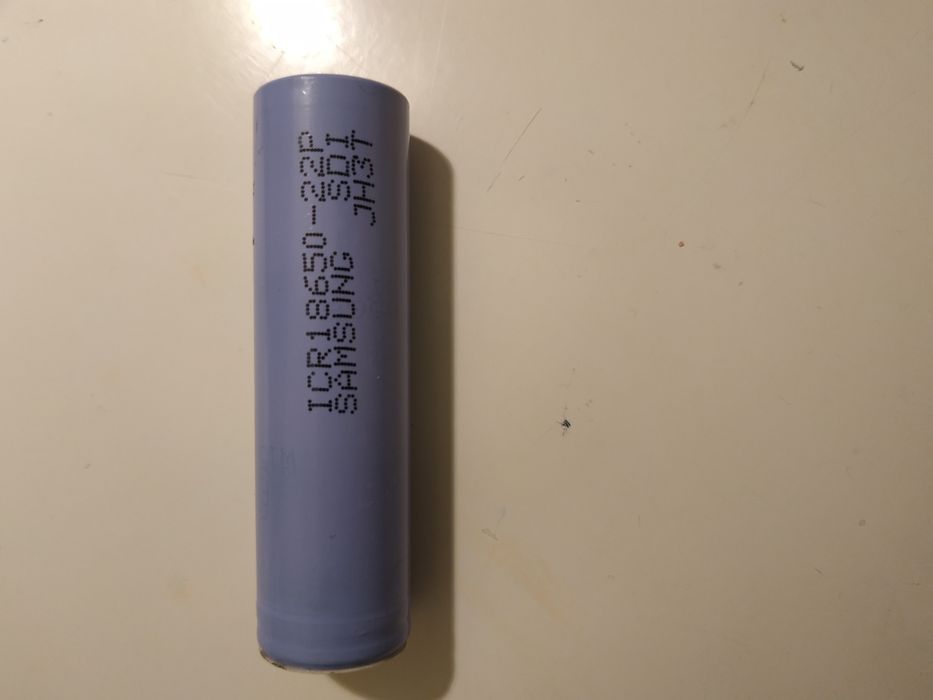 ICR18650-22P
SAMSUNG SDI
JH3T